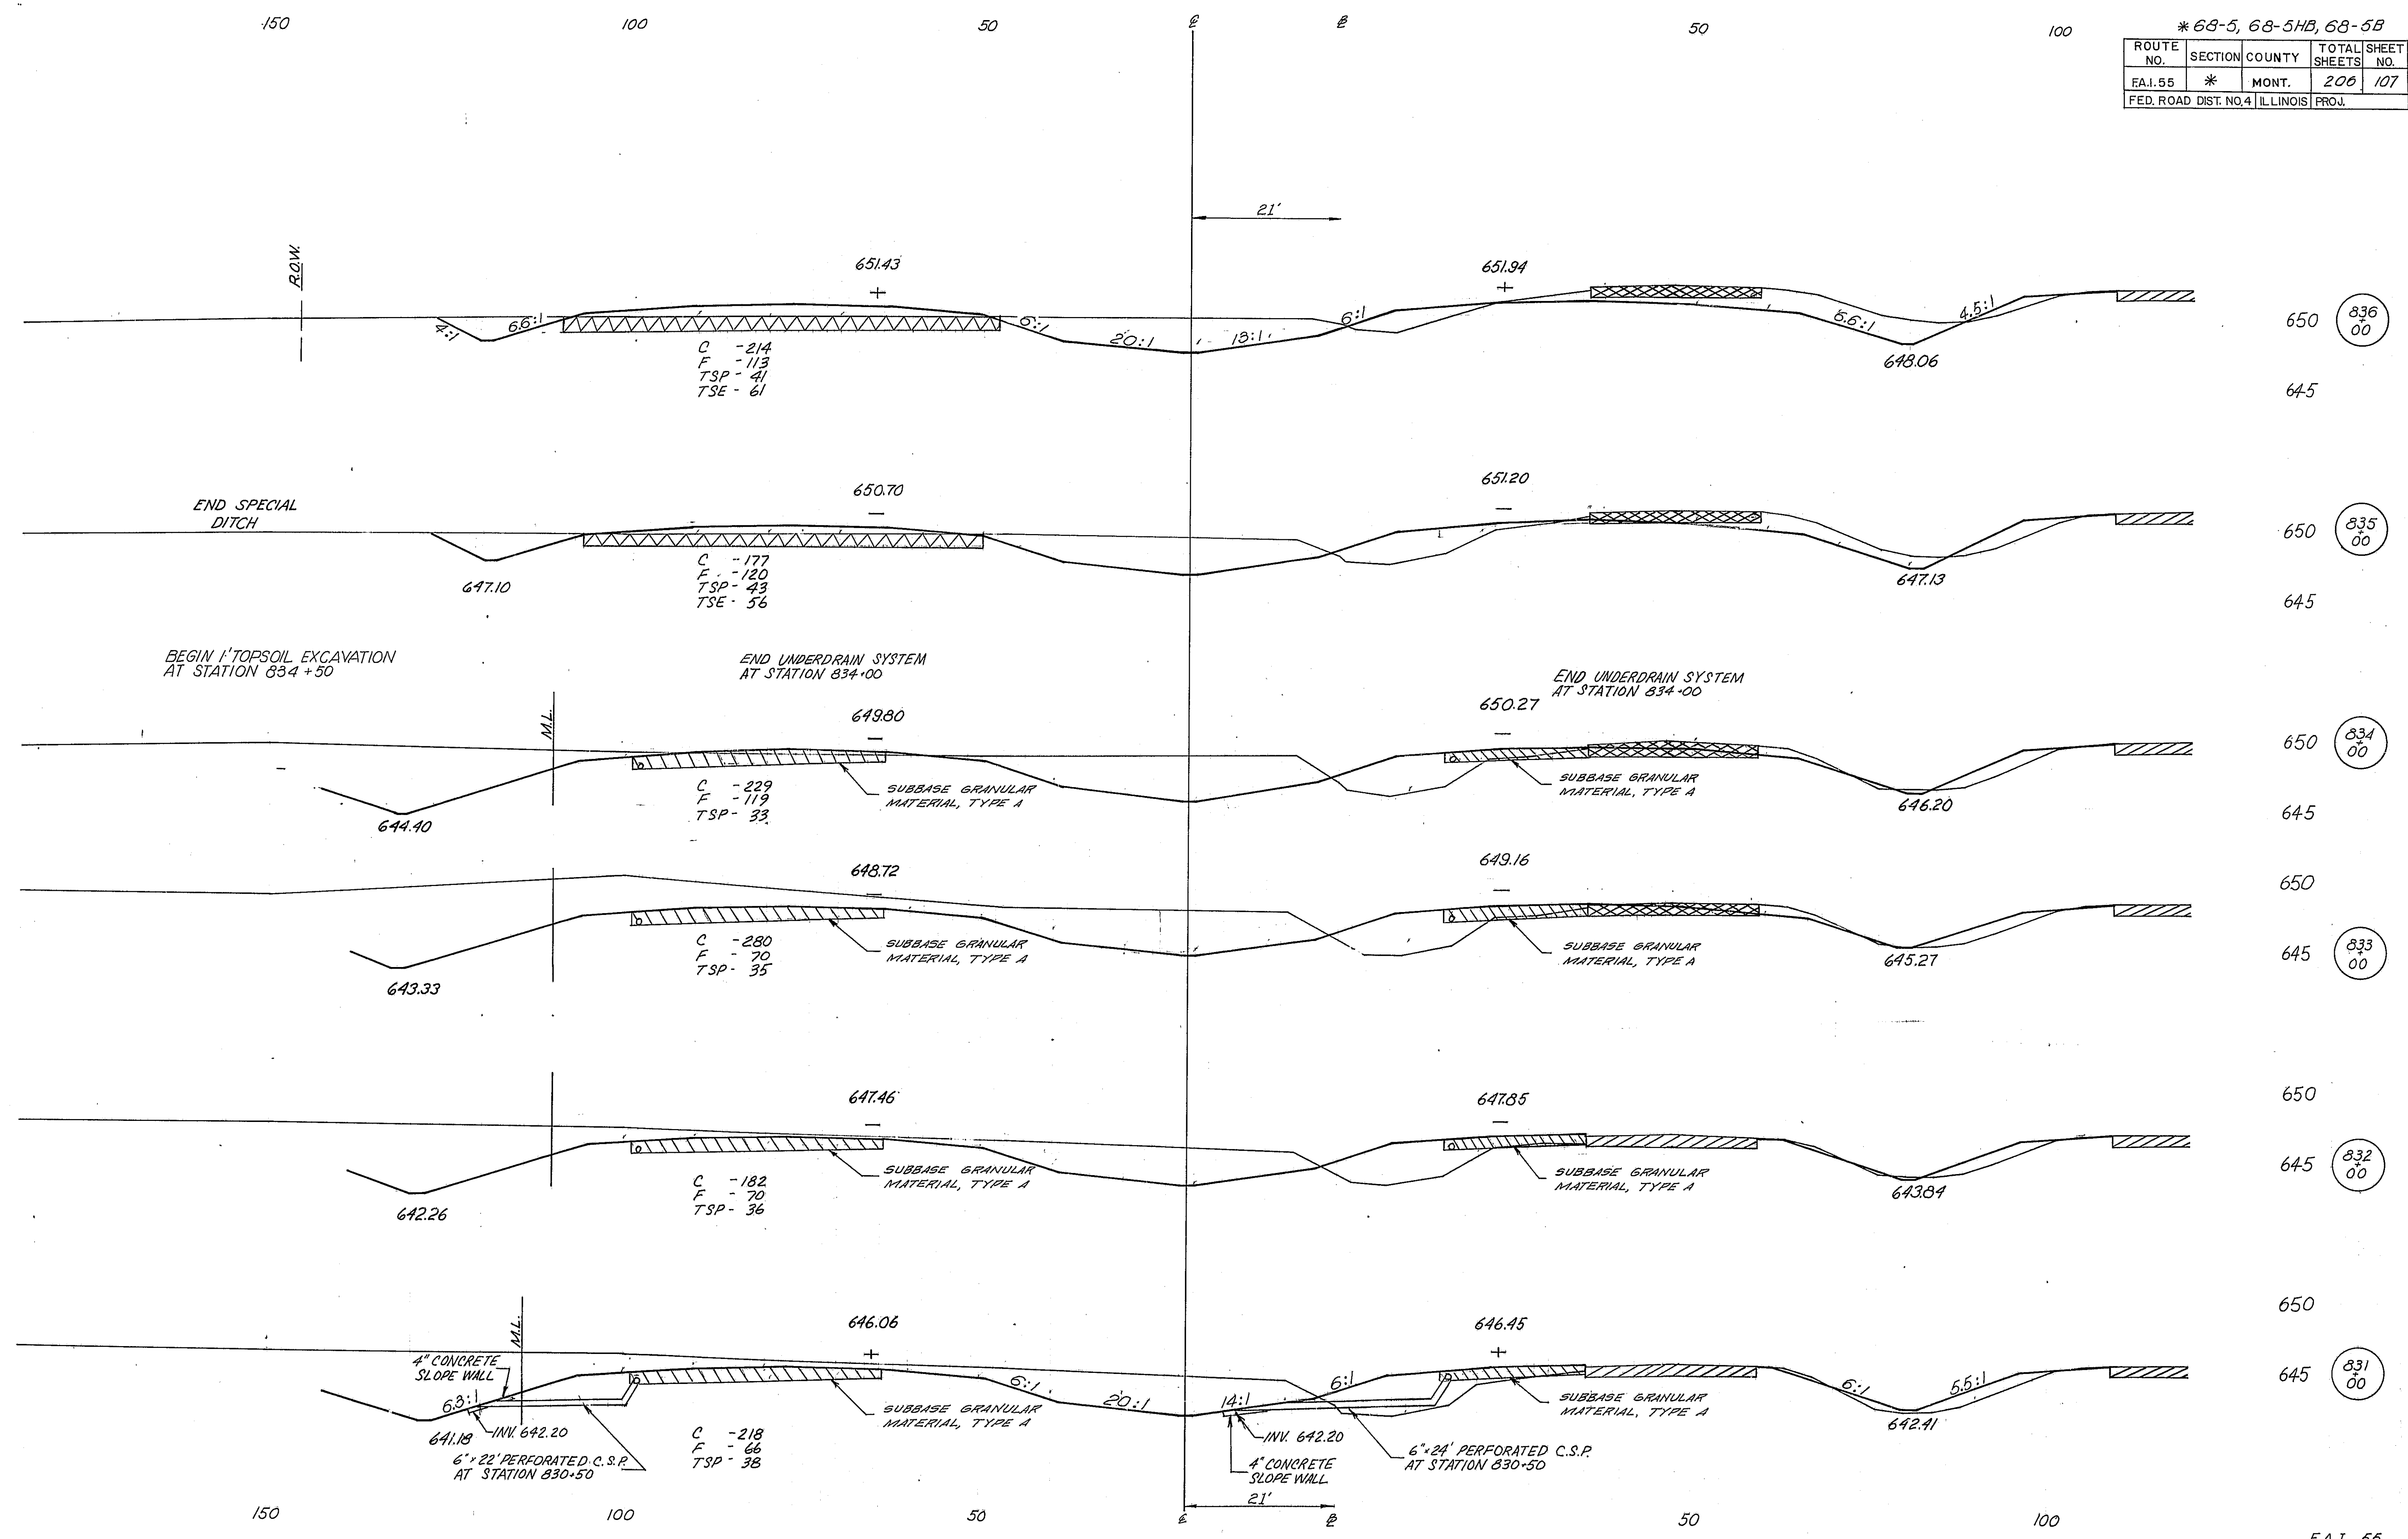 150 100 50 ℄ ⅊ 50 100
*68-5, 68-5HB, 68-5B
ROUTE NO. SECTION COUNTY TOTAL SHEETS SHEET NO.
F.A.I. 55 * MONT. 206 107
FED. ROAD DIST. NO. 4 ILLINOIS PROJ.
21'
R.O.W.
651.43
651.94
4:1
6.6:1
6:1
20:1
13:1
6:1
6.6:1
4.5:1
650
836+00
C -214
F -113
TSP - 41
TSE - 61
648.06
645
650.70
651.20
END SPECIAL
DITCH
650
835+00
647.10
C -177
F -120
TSP - 43
TSE - 56
647.13
645
BEGIN 1' TOPSOIL EXCAVATION
AT STATION 834+50
END UNDERDRAIN SYSTEM
AT STATION 834+00
END UNDERDRAIN SYSTEM
AT STATION 834+00
M.L.
649.80
650.27
650
834+00
C -229
F -119
TSP - 33
SUBBASE GRANULAR
MATERIAL, TYPE A
SUBBASE GRANULAR
MATERIAL, TYPE A
644.40
646.20
645
648.72
649.16
650
C -280
F - 70
TSP - 35
SUBBASE GRANULAR
MATERIAL, TYPE A
SUBBASE GRANULAR
MATERIAL, TYPE A
643.33
645.27
645
833+00
647.46
647.85
650
C -182
F - 70
TSP - 36
SUBBASE GRANULAR
MATERIAL, TYPE A
SUBBASE GRANULAR
MATERIAL, TYPE A
642.26
643.84
645
832+00
650
646.06
646.45
M.L.
4" CONCRETE
SLOPE WALL
6.3:1
6:1
20:1
14:1
6:1
6:1
5.5:1
645
831+00
641.18
INV. 642.20
6"x22' PERFORATED C.S.P.
AT STATION 830+50
C -218
F - 66
TSP - 38
SUBBASE GRANULAR
MATERIAL, TYPE A
INV. 642.20
4" CONCRETE
SLOPE WALL
6"x24' PERFORATED C.S.P.
AT STATION 830+50
SUBBASE GRANULAR
MATERIAL, TYPE A
642.41
21'
150 100 50 ℄ ⅊ 50 100